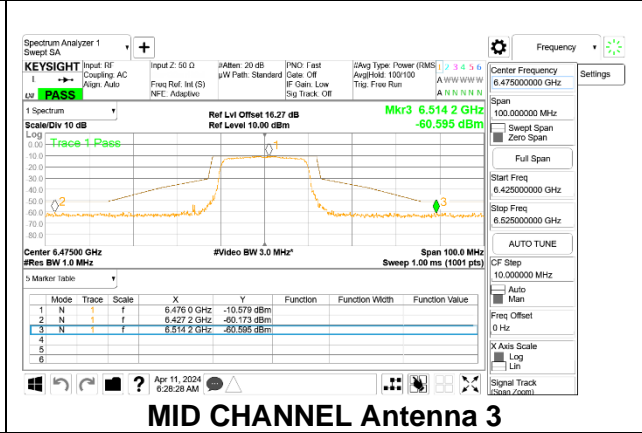 Spectrum Analyzer 1
Swept SA
+
Frequency
KEYSIGHT Input: RF
Coupling: AC
Align: Auto
Input Z: 50 Ω
Freq Ref: Int (S)
NFE: Adaptive
#Atten: 20 dB
µW Path: Standard
PNO: Fast
Gate: Off
IF Gain: Low
Sig Track: Off
#Avg Type: Power (RMS
Avg|Hold: 100/100
Trig: Free Run
1 2 3 4 5 6
A W W W W W
A N N N N N
PASS
Settings
Center Frequency
6.475000000 GHz
Span
100.000000 MHz
Swept Span
Zero Span
Full Span
Start Freq
6.425000000 GHz
Stop Freq
6.525000000 GHz
AUTO TUNE
CF Step
10.000000 MHz
Auto
Man
Freq Offset
0 Hz
X Axis Scale
Log
Lin
Signal Track
(Span Zoom)
1 Spectrum
Scale/Div 10 dB
Ref Lvl Offset 16.27 dB
Ref Level 10.00 dBm
Mkr3 6.514 2 GHz
-60.595 dBm
Log
0.00
Trace 1 Pass
1
-10.0
-20.0
-30.0
-40.0
-50.0
2
3
-60.0
-70.0
-80.0
Center 6.47500 GHz
#Res BW 1.0 MHz
#Video BW 3.0 MHz*
Span 100.0 MHz
Sweep 1.00 ms (1001 pts)
5 Marker Table
Mode Trace Scale X Y Function Function Width Function Value
1 N 1 f 6.476 0 GHz -10.579 dBm
2 N 1 f 6.427 2 GHz -60.173 dBm
3 N 1 f 6.514 2 GHz -60.595 dBm
4
5
6
? Apr 11, 2024
6:28:28 AM
MID CHANNEL Antenna 3